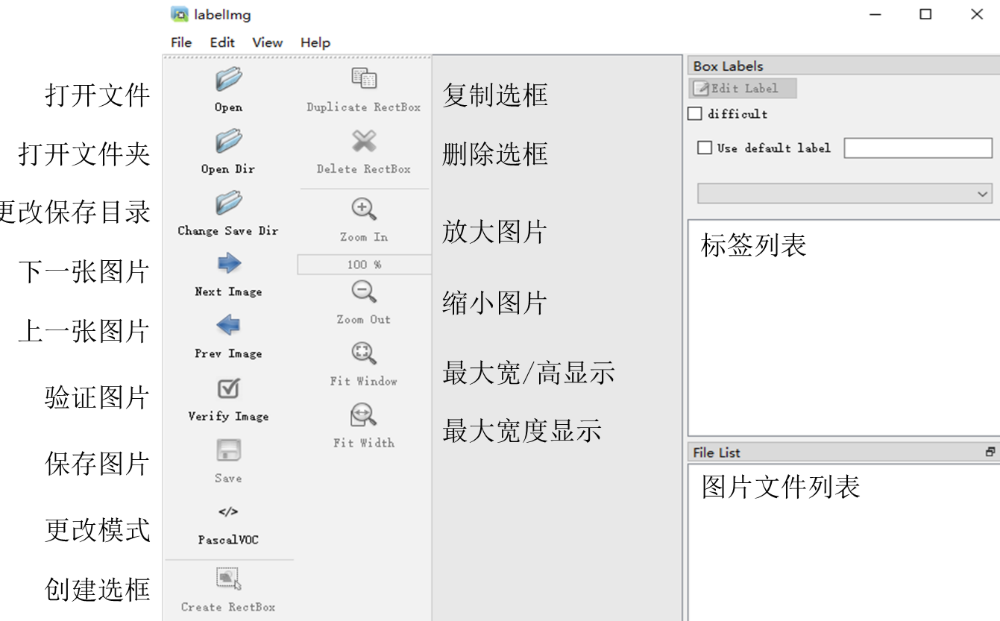 labelImg
File Edit View Help
打开文件
Open
打开文件夹
Open Dir
更改保存目录
Change Save Dir
下一张图片
Next Image
上一张图片
Prev Image
验证图片
Verify Image
保存图片
Save
更改模式
</>
PascalVOC
创建选框
Create RectBox
Duplicate RectBox
复制选框
Delete RectBox
删除选框
Zoom In
放大图片
100 %
Zoom Out
缩小图片
Fit Window
最大宽/高显示
Fit Width
最大宽度显示
Box Labels
Edit Label
difficult
Use default label
标签列表
File List
图片文件列表